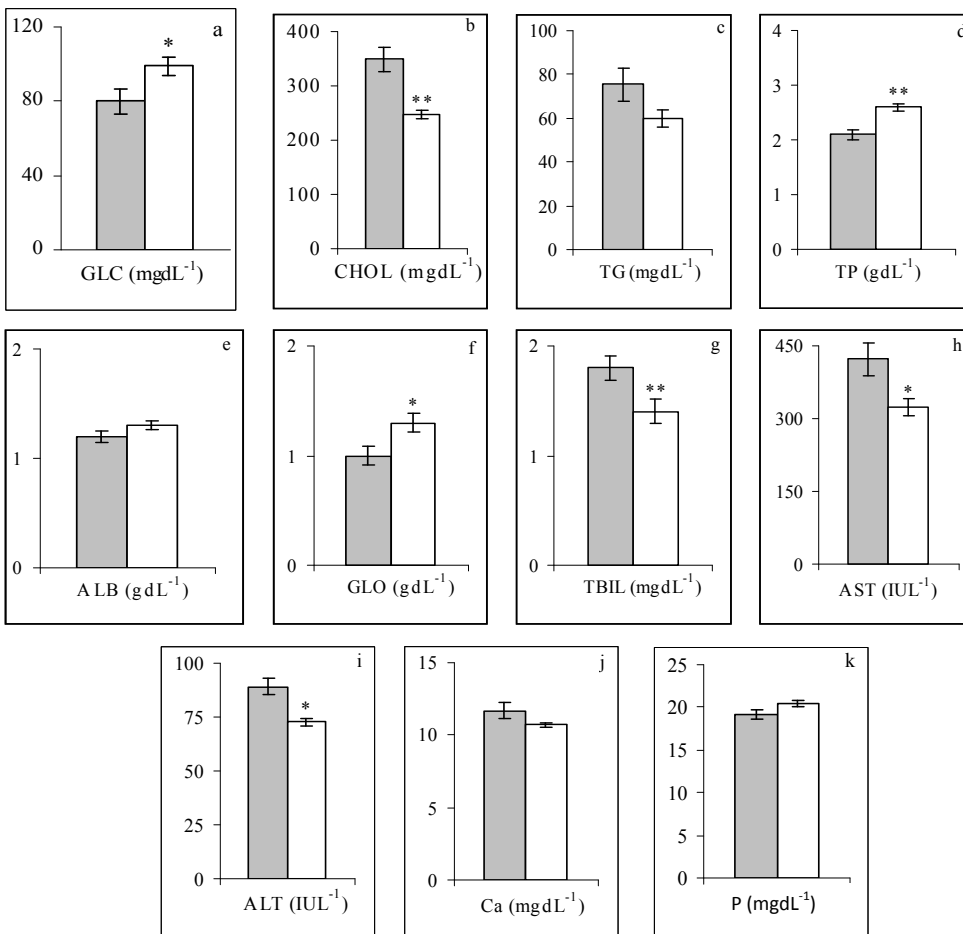 a
120
80
40
0
*
GLC (mgdL⁻¹)
b
400
300
200
100
0
**
CHOL (mgdL⁻¹)
c
100
80
60
40
20
0
TG (mgdL⁻¹)
d
4
3
2
1
0
**
TP (gdL⁻¹)
e
2
1
0
ALB (gdL⁻¹)
f
2
1
0
*
GLO (gdL⁻¹)
g
2
1
0
**
TBIL (mgdL⁻¹)
h
450
300
150
0
*
AST (IUL⁻¹)
i
100
75
50
25
0
*
ALT (IUL⁻¹)
j
15
10
5
0
Ca (mgdL⁻¹)
k
25
20
15
10
5
0
P (mgdL⁻¹)